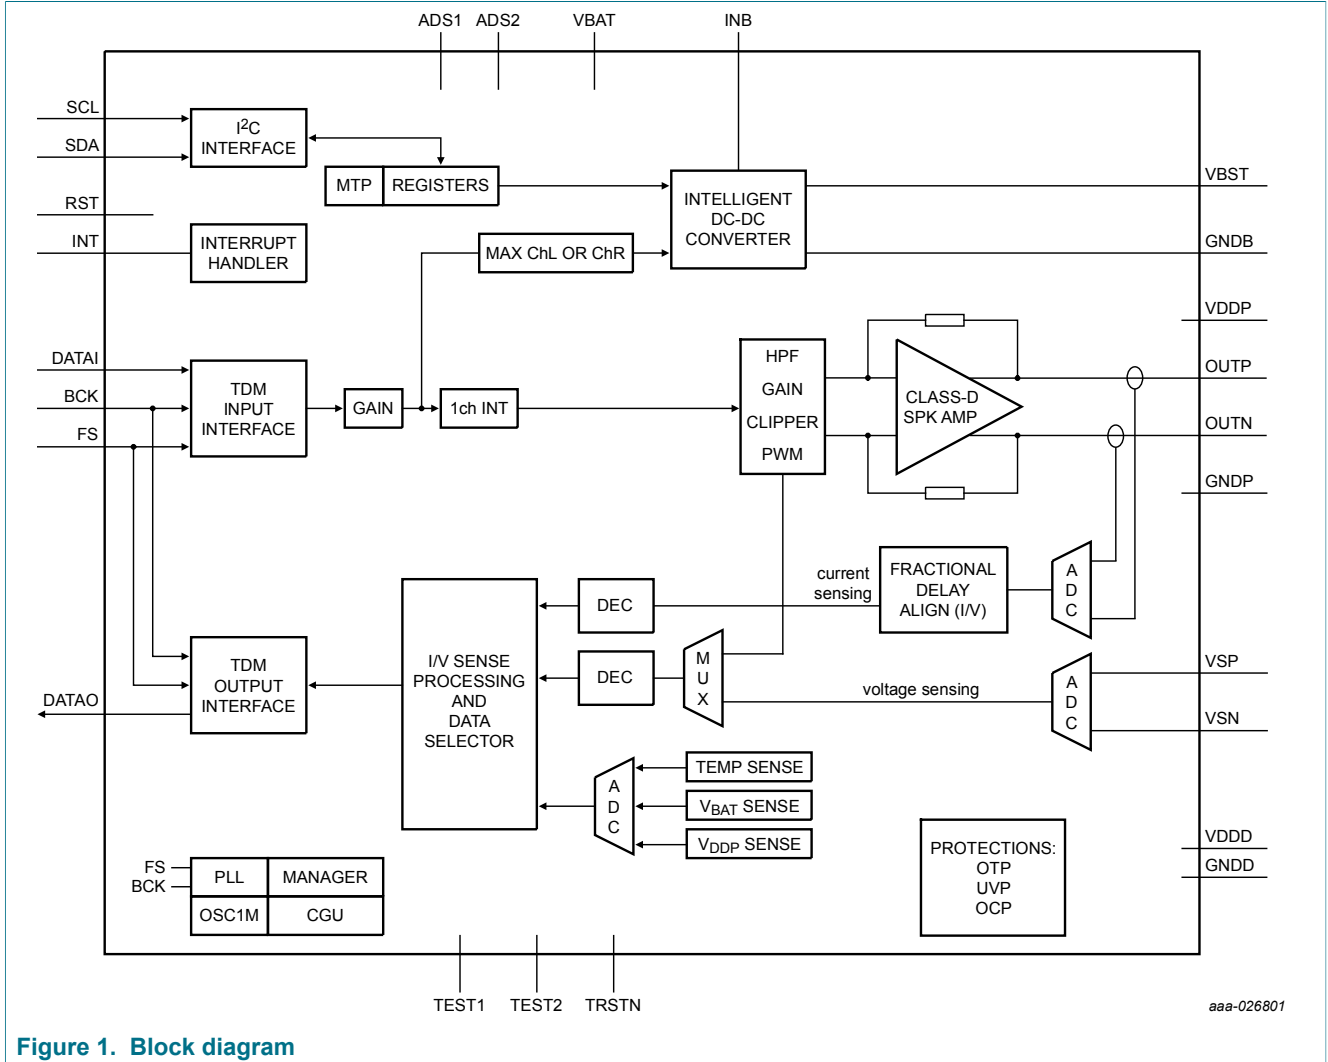 ADS1 ADS2 VBAT INB
SCL
SDA
I2C
INTERFACE
MTP REGISTERS
RST
INT
INTERRUPT
HANDLER
MAX ChL OR ChR
INTELLIGENT
DC-DC
CONVERTER
VBST
GNDB
VDDP
DATAI
BCK
FS
TDM
INPUT
INTERFACE
GAIN
1ch INT
HPF
GAIN
CLIPPER
PWM
CLASS-D
SPK AMP
OUTP
OUTN
GNDP
current
sensing
FRACTIONAL
DELAY
ALIGN (I/V)
A
D
C
DEC
DEC
M
U
X
voltage sensing
A
D
C
VSP
VSN
I/V SENSE
PROCESSING
AND
DATA
SELECTOR
TDM
OUTPUT
INTERFACE
DATAO
A
D
C
TEMP SENSE
VBAT SENSE
VDDP SENSE
PROTECTIONS:
OTP
UVP
OCP
VDDD
GNDD
FS
BCK
PLL MANAGER
OSC1M CGU
TEST1 TEST2 TRSTN
aaa-026801
Figure 1. Block diagram